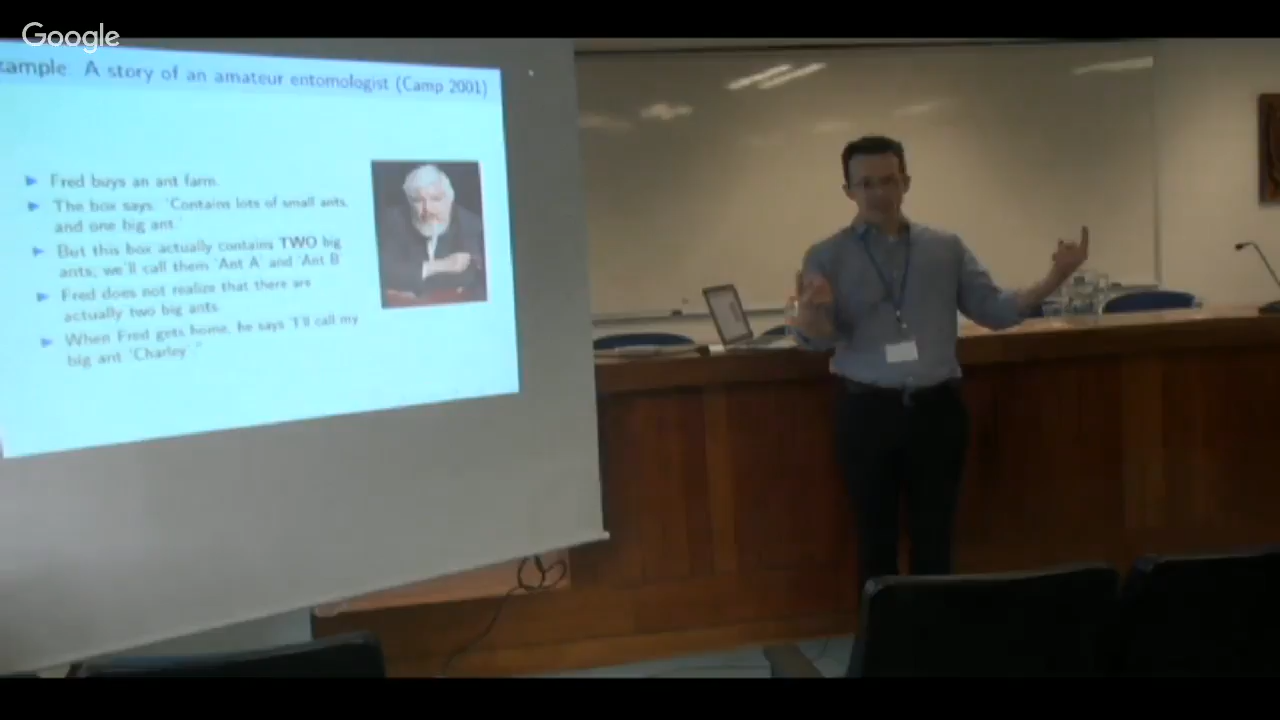 Google
xample: A story of an amateur entomologist (Camp 2001)
Fred buys an ant farm.
The box says: 'Contains lots of small ants,
and one big ant.'
But this box actually contains TWO big
ants, we'll call them 'Ant A' and 'Ant B'
Fred does not realize that there are
actually two big ants.
When Fred gets home, he says 'I'll call my
big ant 'Charley'.''